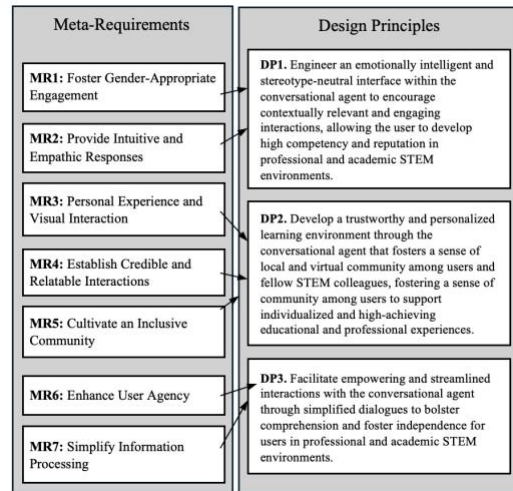 Meta-Requirements
MR1: Foster Gender-Appropriate
Engagement
MR2: Provide Intuitive and
Empathic Responses
MR3: Personal Experience and
Visual Interaction
MR4: Establish Credible and
Relatable Interactions
MR5: Cultivate an Inclusive
Community
MR6: Enhance User Agency
MR7: Simplify Information
Processing
Design Principles
DP1. Engineer an emotionally intelligent and
stereotype-neutral interface within the
conversational agent to encourage
contextually relevant and engaging
interactions, allowing the user to develop
high competency and reputation in
professional and academic STEM
environments.
DP2. Develop a trustworthy and personalized
learning environment through the
conversational agent that fosters a sense of
local and virtual community among users and
fellow STEM colleagues, fostering a sense of
community among users to support
individualized and high-achieving
educational and professional experiences.
DP3. Facilitate empowering and streamlined
interactions with the conversational agent
through simplified dialogues to bolster
comprehension and foster independence for
users in professional and academic STEM
environments.